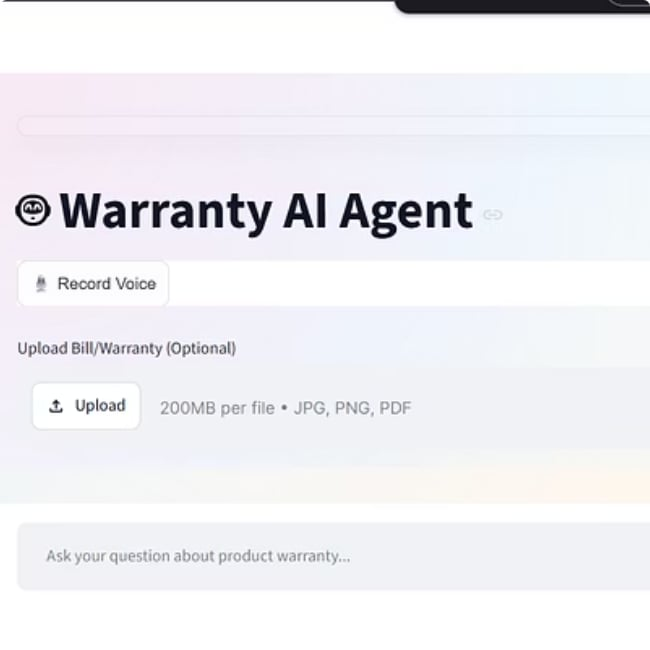 Warranty AI Agent
Record Voice
Upload Bill/Warranty (Optional)
Upload
200MB per file • JPG, PNG, PDF
Ask your question about product warranty...